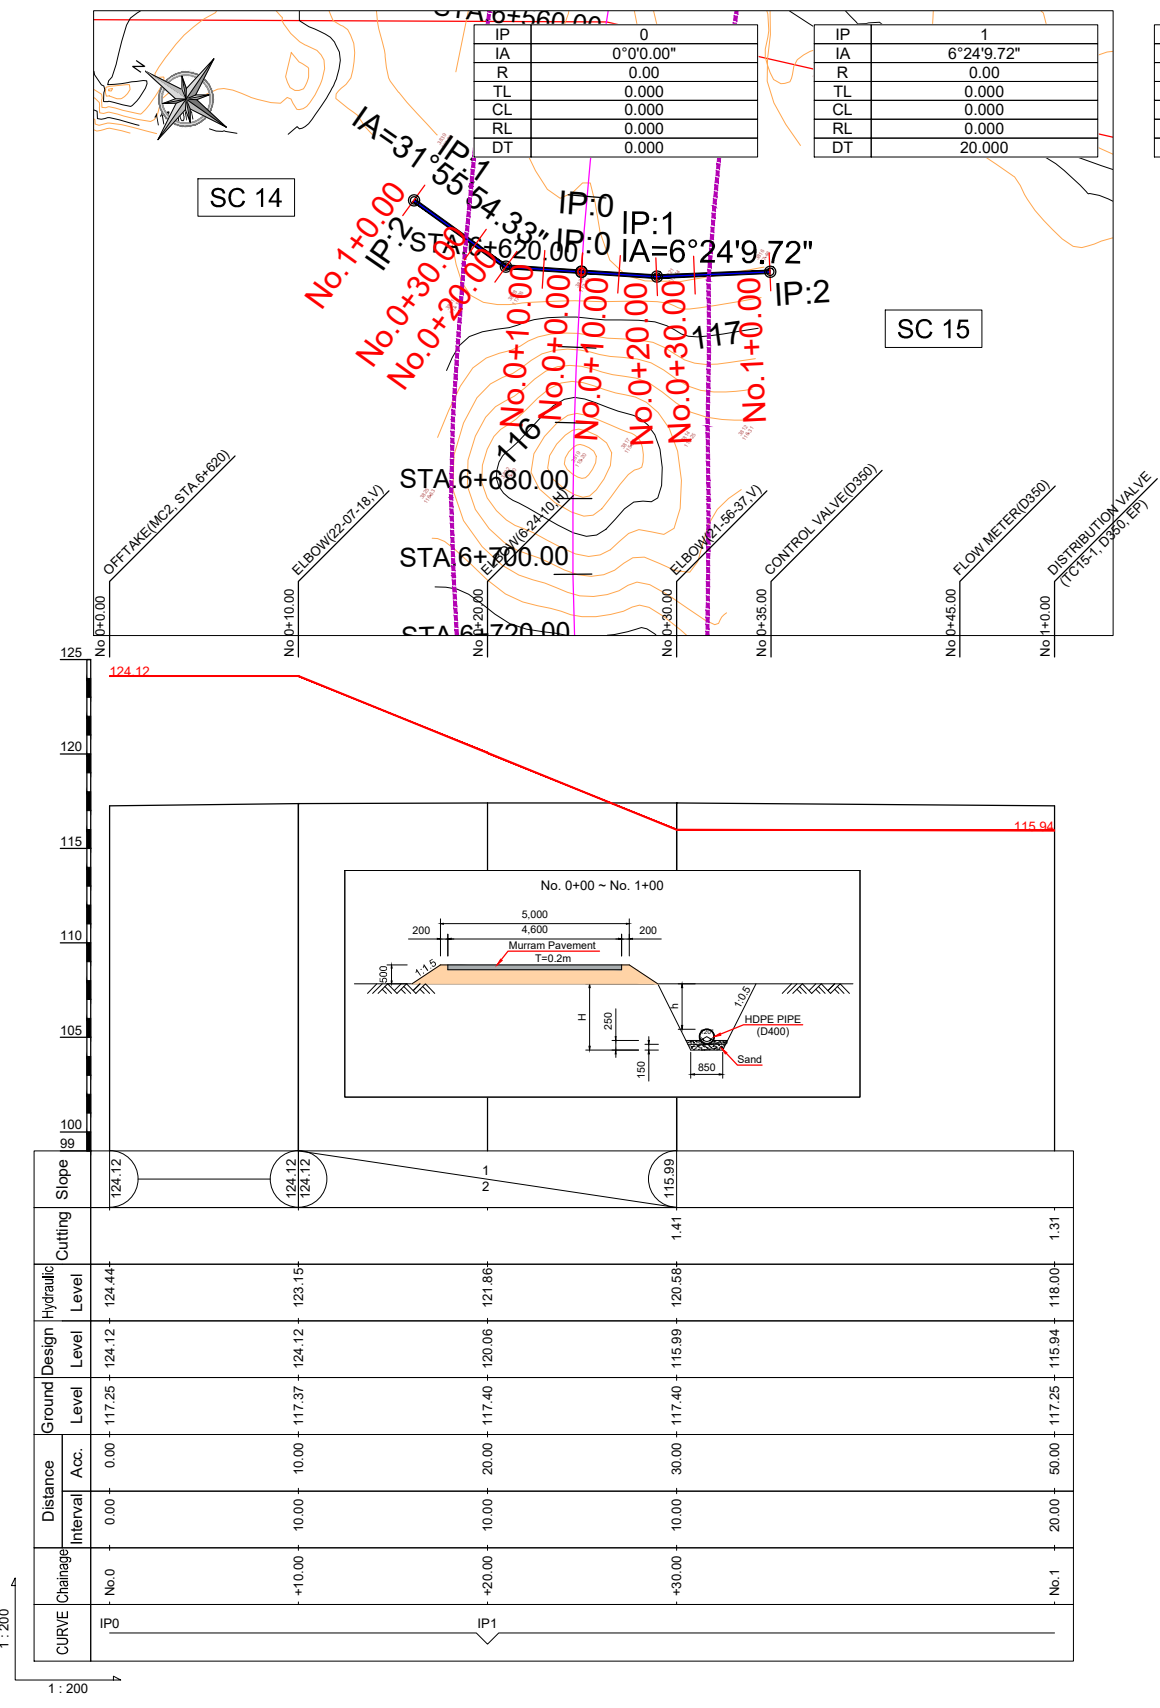 STA.6+560.00
IP 0
IA 0°0'0.00"
R 0.00
TL 0.000
CL 0.000
RL 0.000
DT 0.000
IP 1
IA 6°24'9.72"
R 0.00
TL 0.000
CL 0.000
RL 0.000
DT 20.000
N
SC 14
IA=31°55'54.33"
IP:1
IP:2
No.1+0.00
No.0+30.00
No.0+20.00
STA.6+620.00
IP:0
IP:0
IP:1
IA=6°24'9.72"
IP:2
No.0+10.00
No.0+0.00
No.0+10.00
No.0+20.00
No.0+30.00
No.1+0.00
117
SC 15
116
STA.6+680.00
STA.6+700.00
STA.6+720.00
OFFTAKE(MC2, STA.6+620)
ELBOW(22-07-18,V)
ELBOW(6-24-10,H)
ELBOW(21-56-37,V)
CONTROL VALVE(D350)
FLOW METER(D350)
DISTRIBUTION VALVE
(TC15-1, D350, EP)
No 0+0.00
No 0+10.00
No 0+20.00
No 0+30.00
No 0+35.00
No 0+45.00
No 1+0.00
125
120
115
110
105
100
99
124.12
115.94
No. 0+00 ~ No. 1+00
5,000
200 4,600 200
Murram Pavement
T=0.2m
500
1:1.5
H
250
150
h
1:0.5
HDPE PIPE
(D400)
Sand
850
Slope 124.12 124.12 124.12 1 2 115.99
Cutting 1.41 1.31
Hydraulic Level 124.44 123.15 121.86 120.58 118.00
Design Level 124.12 124.12 120.06 115.99 115.94
Ground Level 117.25 117.37 117.40 117.40 117.25
Distance
Acc. 0.00 10.00 20.00 30.00 50.00
Interval 0.00 10.00 10.00 10.00 20.00
Chainage No.0 +10.00 +20.00 +30.00 No.1
CURVE IP0 IP1
1 : 200
1 : 200